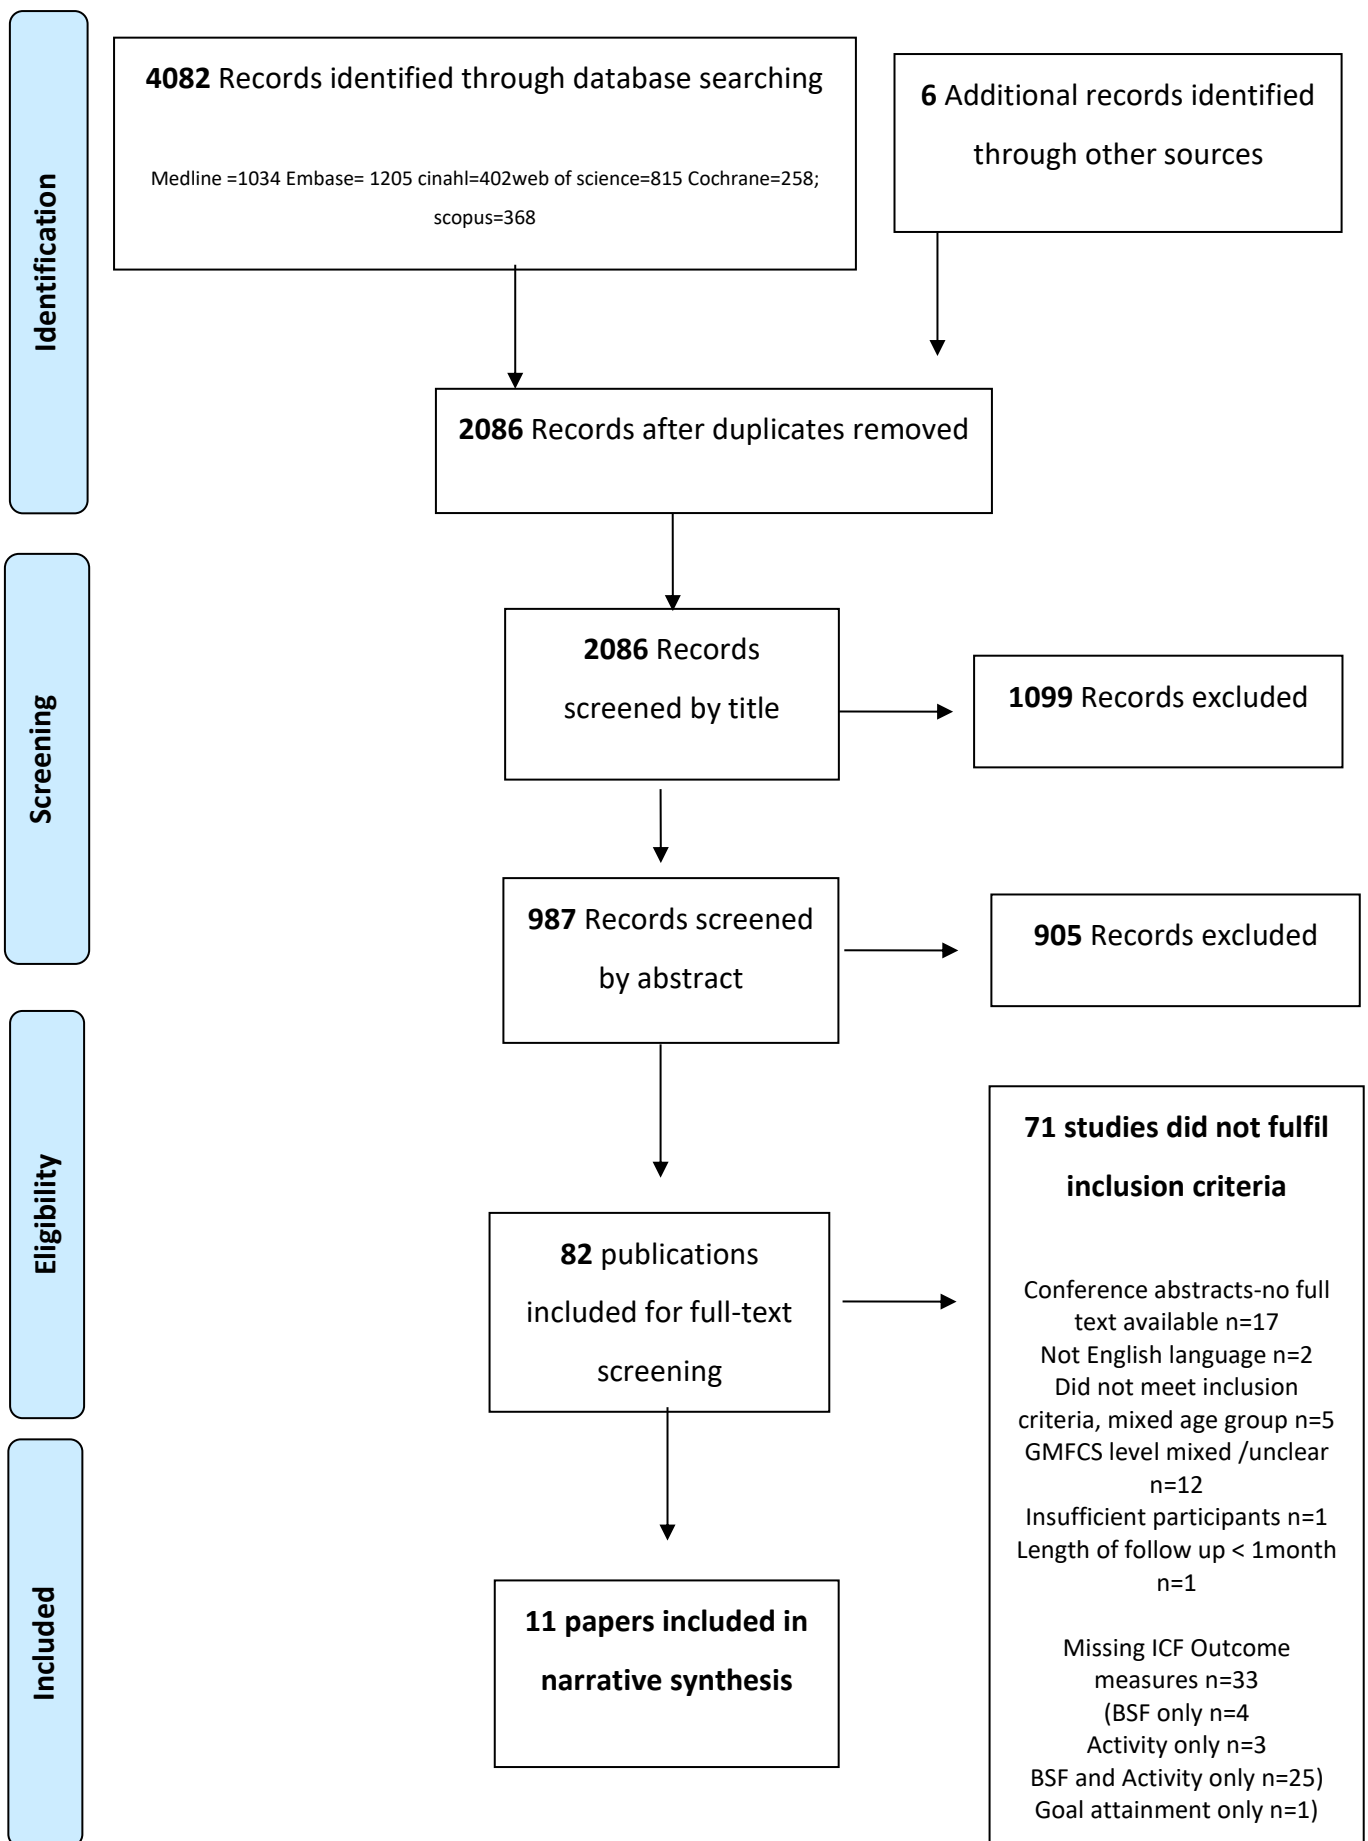 Identification
4082 Records identified through database searching
Medline =1034 Embase= 1205 cinahl=402web of science=815 Cochrane=258;
scopus=368
6 Additional records identified
through other sources
2086 Records after duplicates removed
Screening
2086 Records
screened by title
1099 Records excluded
987 Records screened
by abstract
905 Records excluded
Eligibility
82 publications
included for full-text
screening
71 studies did not fulfil
inclusion criteria
Conference abstracts-no full
text available n=17
Not English language n=2
Did not meet inclusion
criteria, mixed age group n=5
GMFCS level mixed /unclear
n=12
Insufficient participants n=1
Length of follow up < 1month
n=1
Missing ICF Outcome
measures n=33
(BSF only n=4
Activity only n=3
BSF and Activity only n=25)
Goal attainment only n=1)
Included
11 papers included in
narrative synthesis